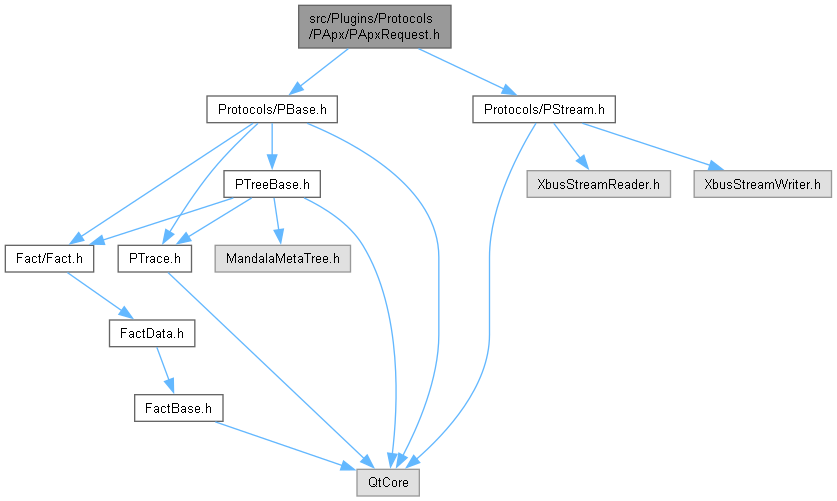 src/Plugins/Protocols
/PApx/PApxRequest.h
Protocols/PBase.h
Protocols/PStream.h
PTreeBase.h
XbusStreamReader.h
XbusStreamWriter.h
Fact/Fact.h
PTrace.h
MandalaMetaTree.h
FactData.h
FactBase.h
QtCore